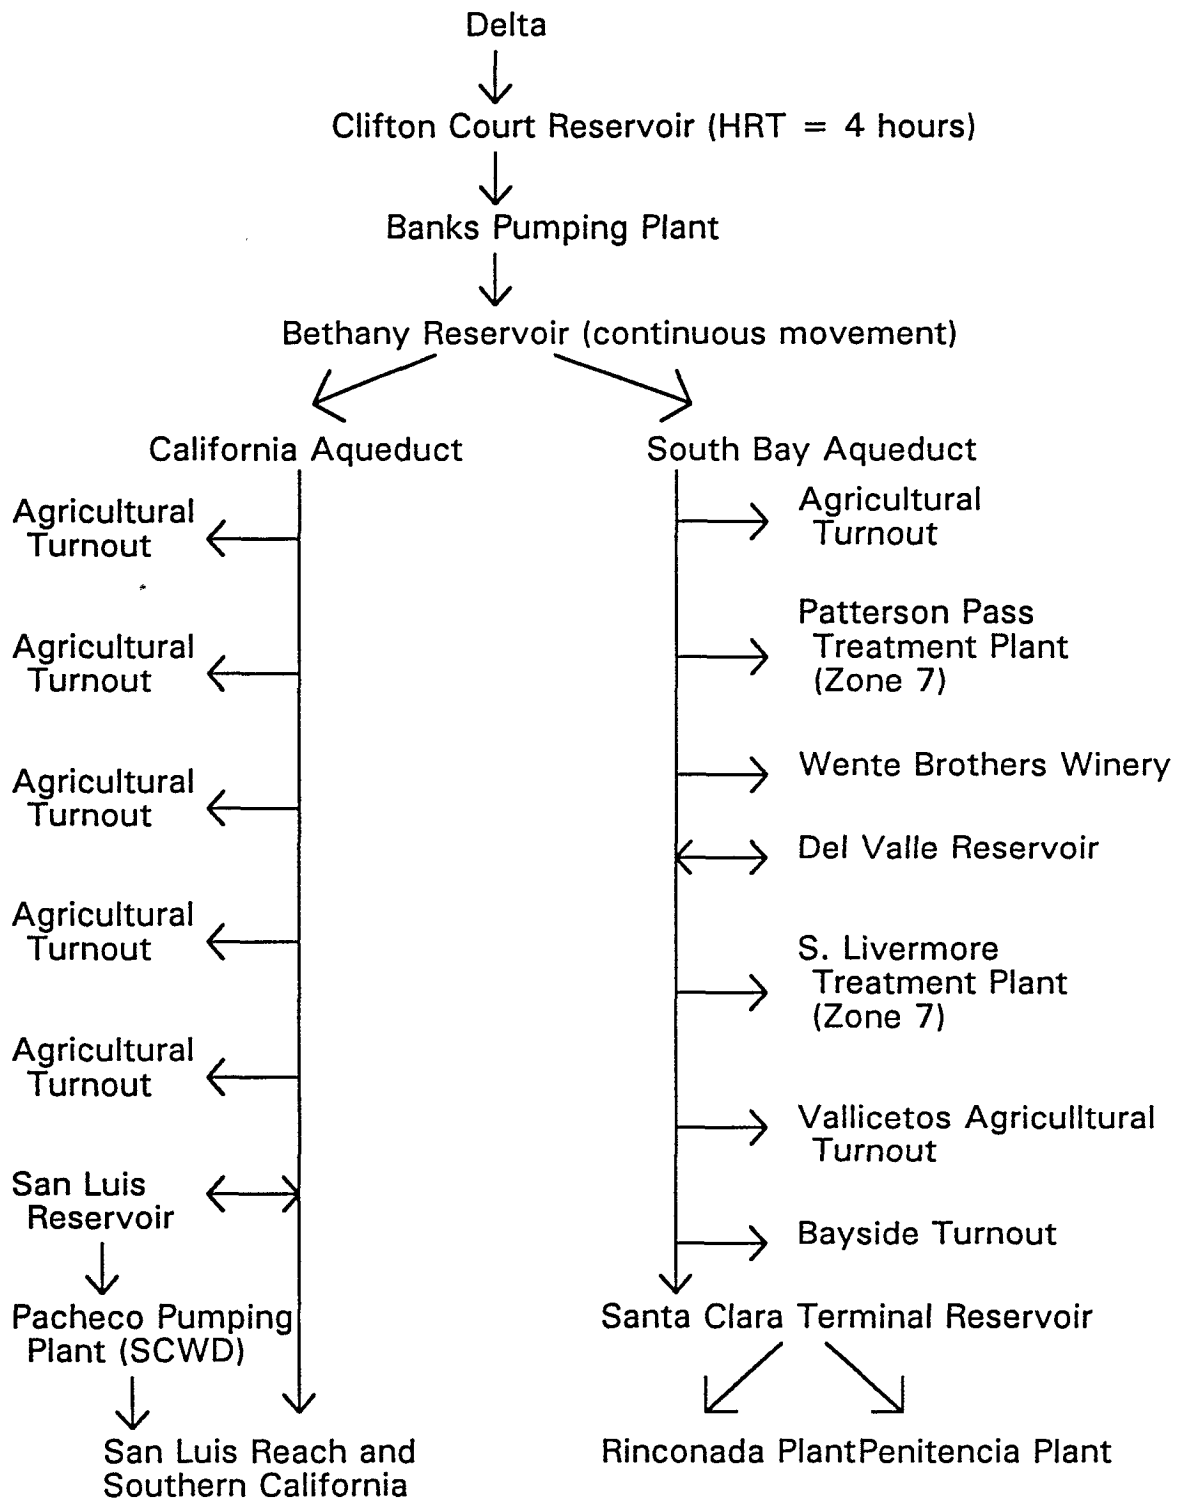 Delta
Clifton Court Reservoir (HRT = 4 hours)
Banks Pumping Plant
Bethany Reservoir (continuous movement)
California Aqueduct
Agricultural
Turnout
Agricultural
Turnout
Agricultural
Turnout
Agricultural
Turnout
Agricultural
Turnout
San Luis
Reservoir
Pacheco Pumping
Plant (SCWD)
San Luis Reach and
Southern California
South Bay Aqueduct
Agricultural
Turnout
Patterson Pass
Treatment Plant
(Zone 7)
Wente Brothers Winery
Del Valle Reservoir
S. Livermore
Treatment Plant
(Zone 7)
Vallicetos Agricultural
Turnout
Bayside Turnout
Santa Clara Terminal Reservoir
Rinconada Plant
Penitencia Plant